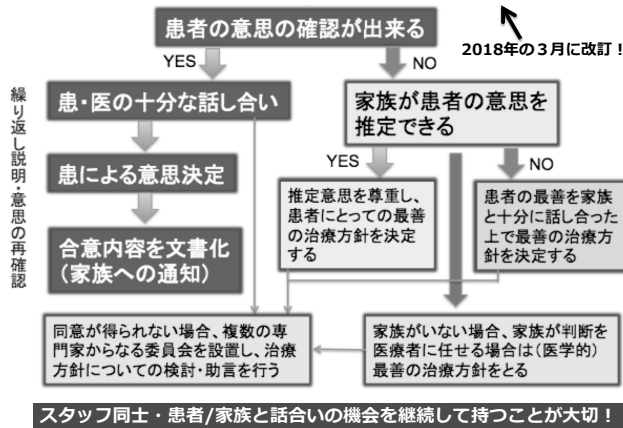 患者の意思の確認が出来る
2018年の３月に改訂！
YES
NO
繰り返し説明・意思の再確認
患・医の十分な話し合い
家族が患者の意思を
推定できる
患による意思決定
YES
NO
推定意思を尊重し、
患者にとっての最善
の治療方針を決定
する
患者の最善を家族
と十分に話し合った
上で最善の治療方
針を決定する
合意内容を文書化
（家族への通知）
同意が得られない場合、複数の専
門家からなる委員会を設置し、治療
方針についての検討・助言を行う
家族がいない場合、家族が判断を
医療者に任せる場合は（医学的）
最善の治療方針をとる
スタッフ同士・患者/家族と話合いの機会を継続して持つことが大切！